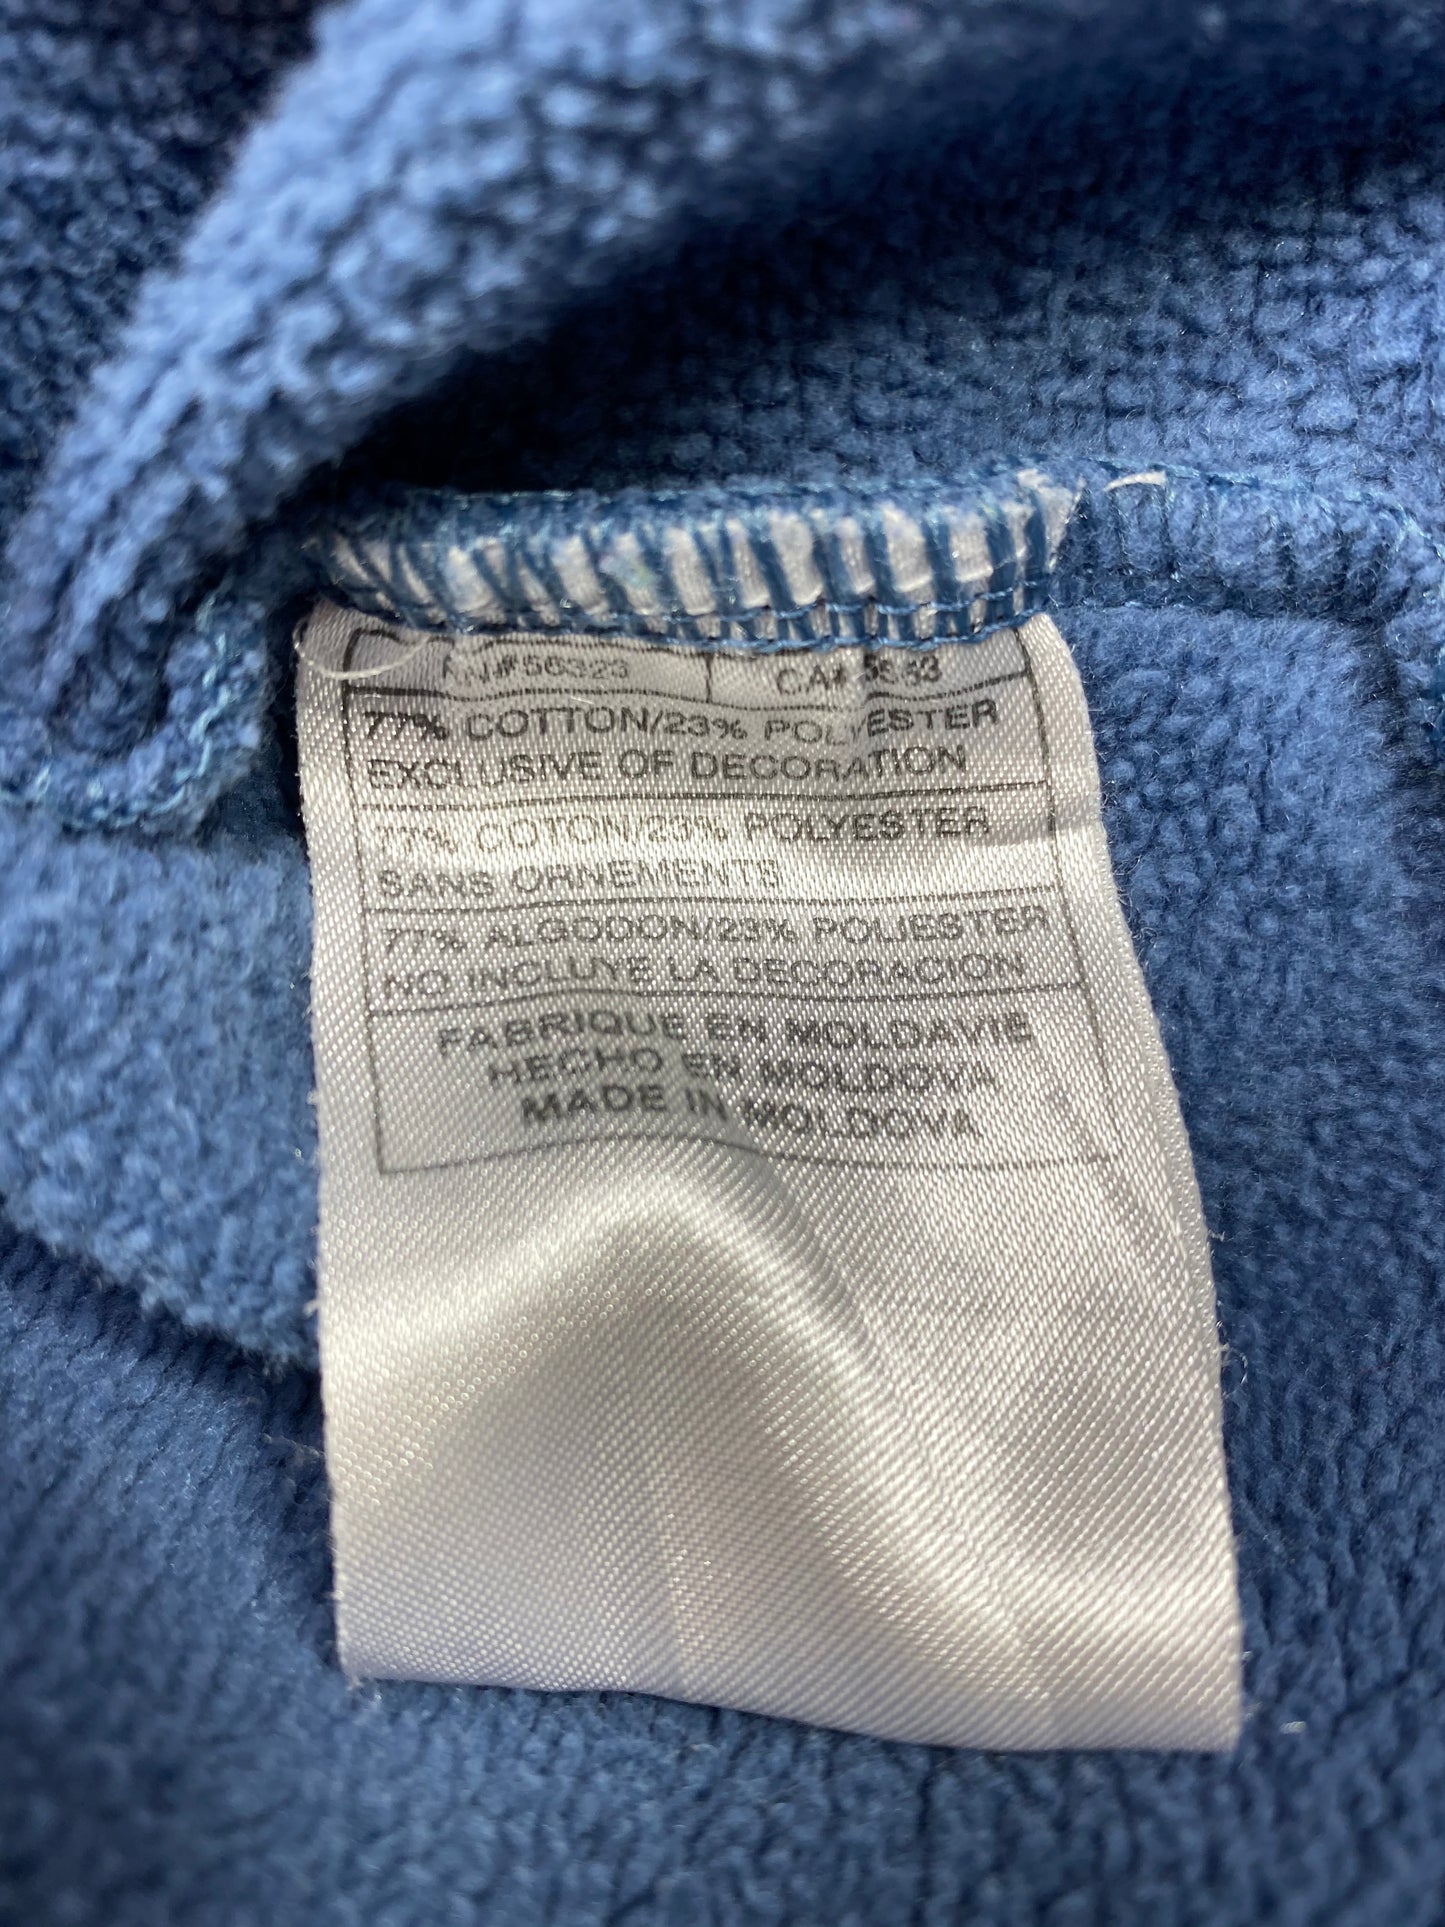 RN#56323
CA#
77% COTTON/23% POLYESTER
EXCLUSIVE OF DECORATION
77% COTON/23% POLYESTER
SANS ORNEMENTS
77% ALGODON/23% POLIESTER
NO INCLUYE LA DECORACION
FABRIQUE EN MOLDAVIE
HECHO EN MOLDOVA
MADE IN MOLDOVA